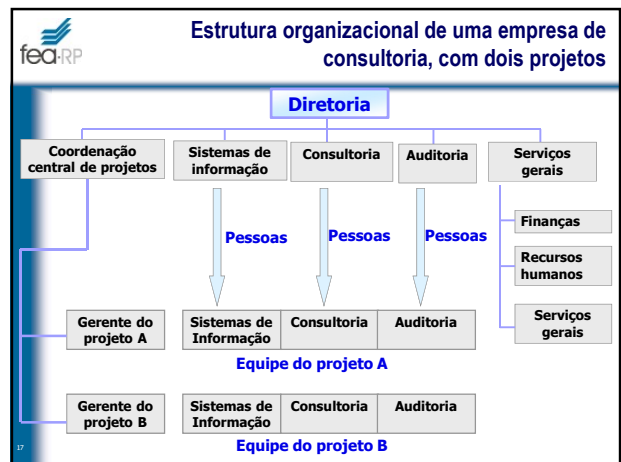 fea-RP
Estrutura organizacional de uma empresa de
consultoria, com dois projetos
Diretoria
Coordenação
central de projetos
Sistemas de
informação
Consultoria
Auditoria
Serviços
gerais
Pessoas
Pessoas
Pessoas
Finanças
Recursos
humanos
Serviços
gerais
Gerente do
projeto A
Sistemas de
Informação
Consultoria
Auditoria
Equipe do projeto A
Gerente do
projeto B
Sistemas de
Informação
Consultoria
Auditoria
Equipe do projeto B
17